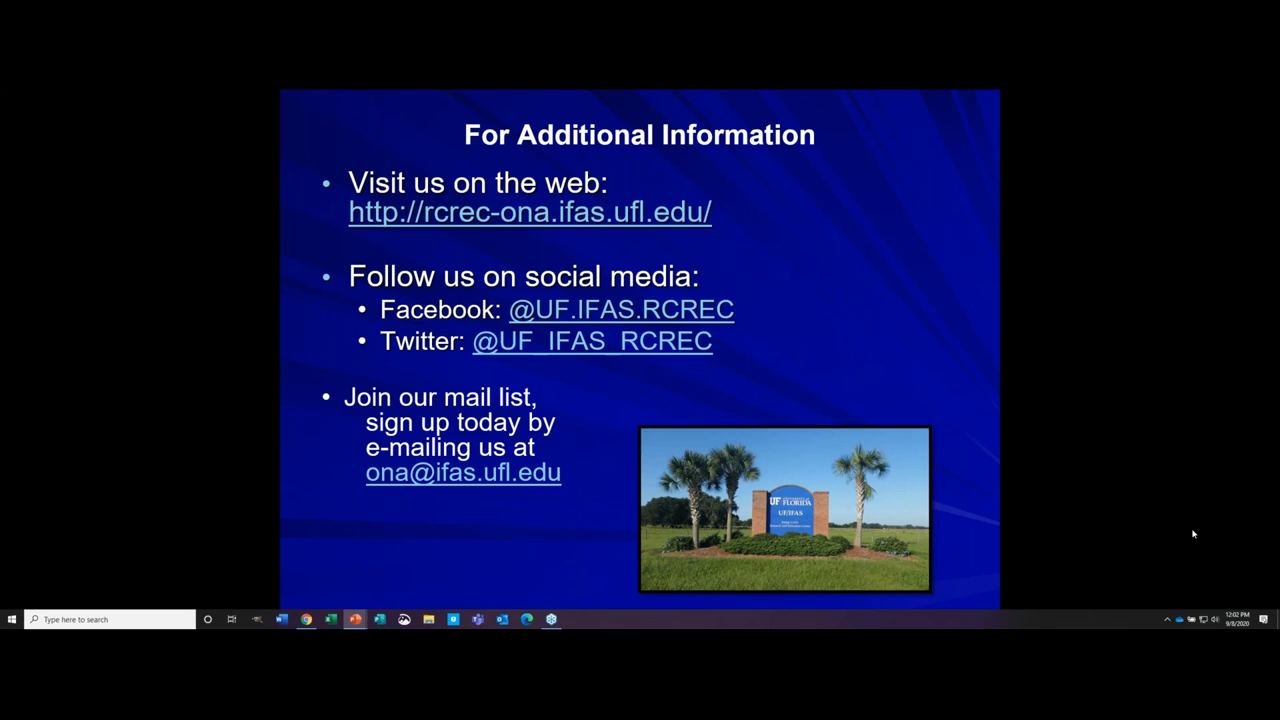 For Additional Information
• Visit us on the web:
http://rcrec-ona.ifas.ufl.edu/
• Follow us on social media:
• Facebook: @UF.IFAS.RCREC
• Twitter: @UF_IFAS_RCREC
• Join our mail list,
sign up today by
e-mailing us at
ona@ifas.ufl.edu
UF UNIVERSITY of
FLORIDA
UF/IFAS
Type here to search
12:02 PM
9/8/2020